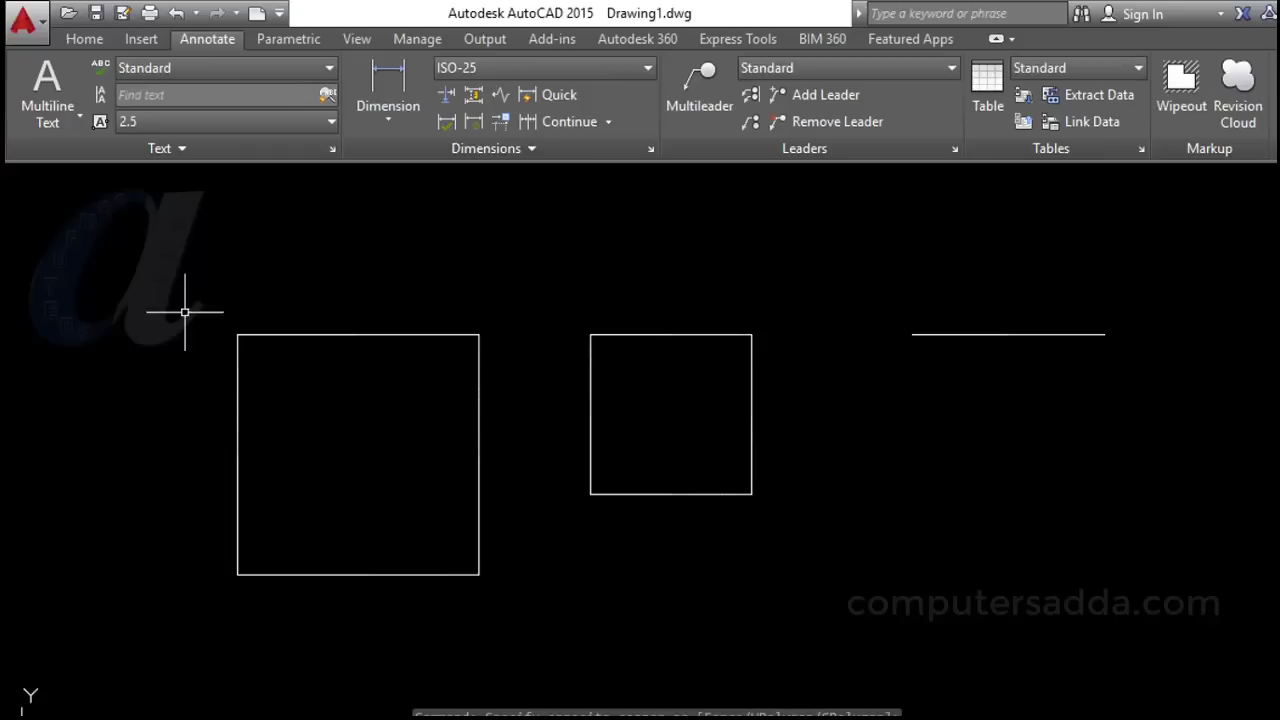 Autodesk AutoCAD 2015 Drawing1.dwg
Type a keyword or phrase
Sign In
Home Insert Annotate Parametric View Manage Output Add-ins Autodesk 360 Express Tools BIM 360 Featured Apps
A
Multiline
Text
ABC
Standard
Find text
2.5
Text
Dimension
ISO-25
Quick
Continue
Dimensions
Multileader
Standard
Add Leader
Remove Leader
Leaders
Table
Standard
Extract Data
Link Data
Tables
Wipeout
Revision
Cloud
Markup
a
computersadda.com
Y